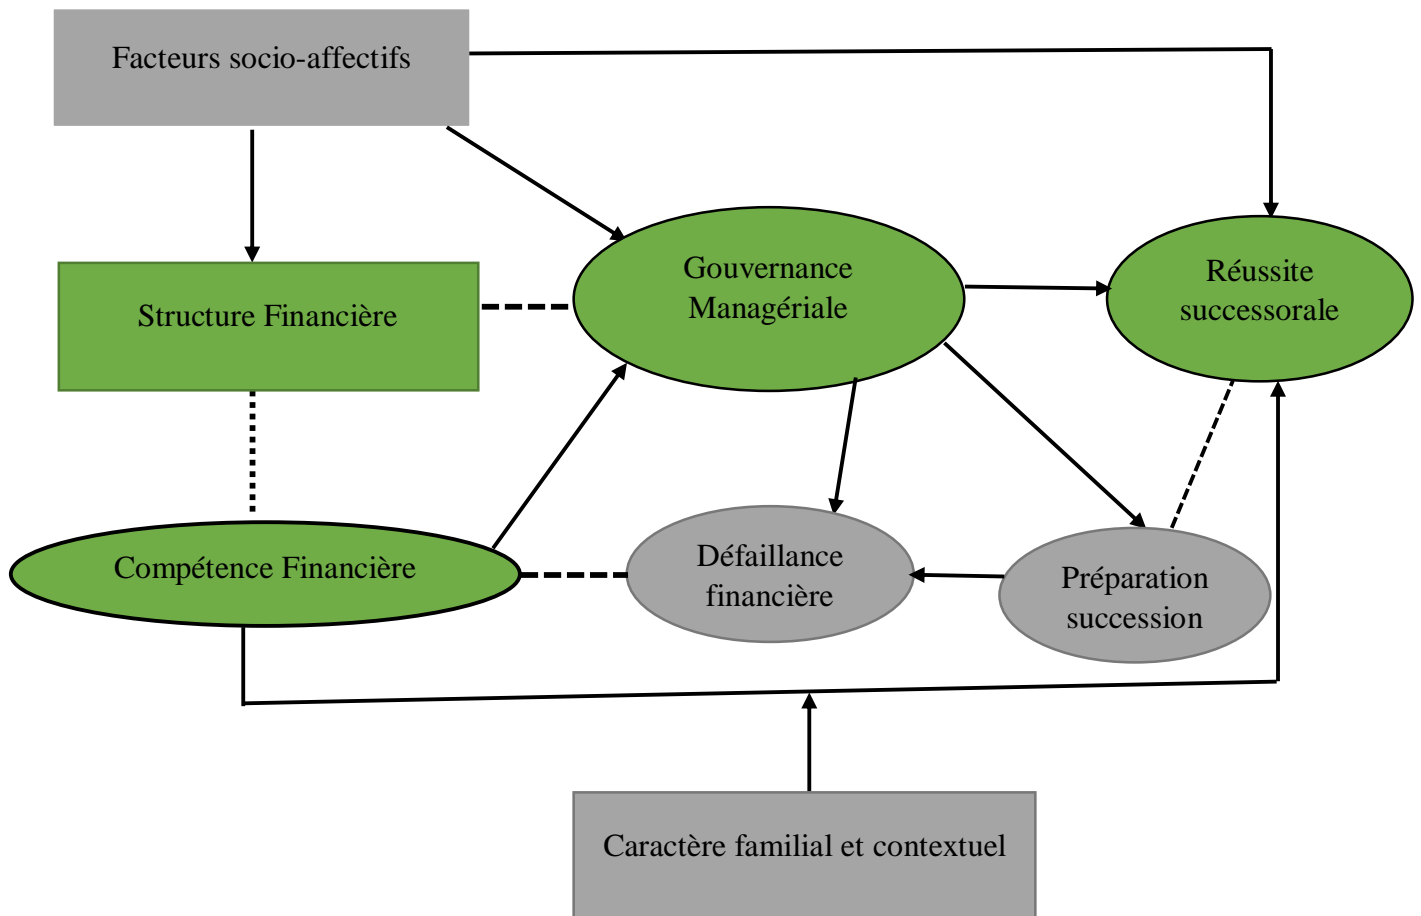 Facteurs socio-affectifs
Gouvernance
Managériale
Réussite
successorale
Structure Financière
Compétence Financière
Défaillance
financière
Préparation
succession
Caractère familial et contextuel